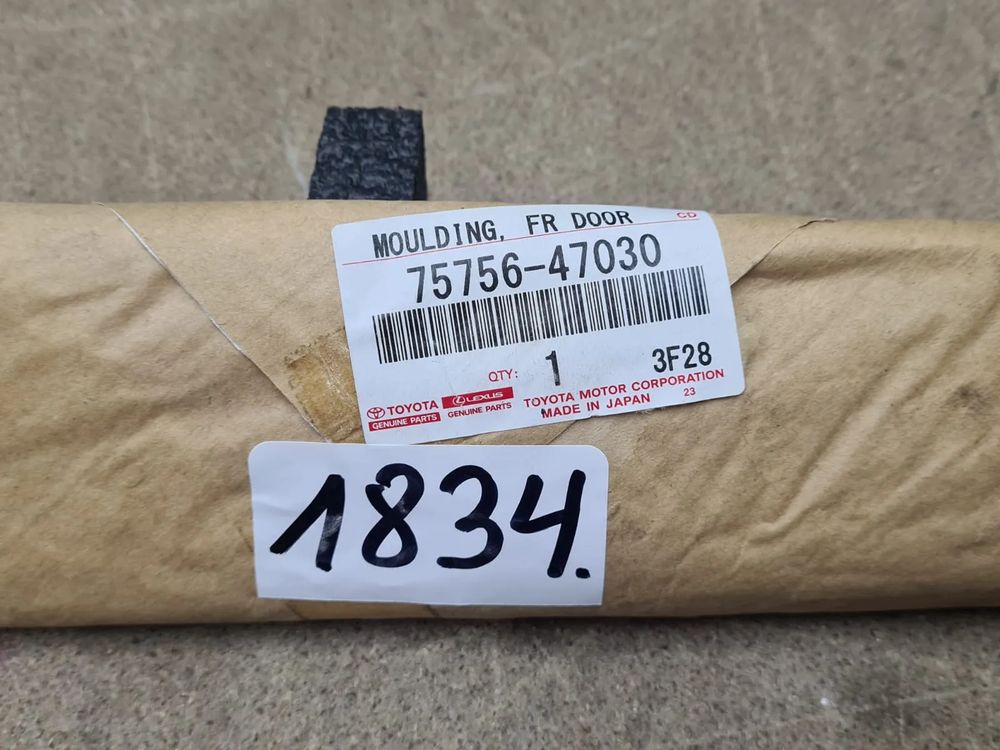 MOULDING, FR DOOR CD
75756-47030
QTY: 1 3F28
TOYOTA LEXUS TOYOTA MOTOR CORPORATION
GENUINE PARTS GENUINE PARTS MADE IN JAPAN 23
1834.